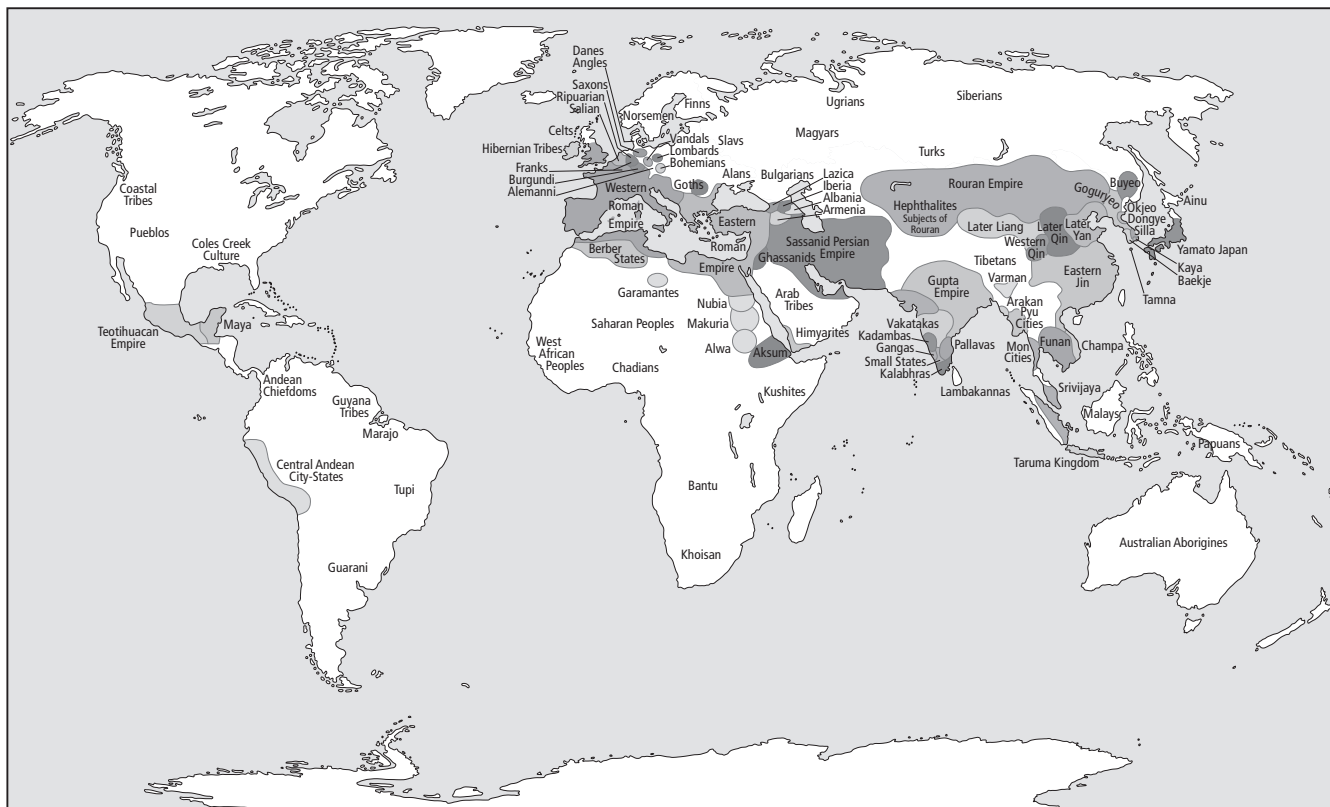 Danes
Angles
Saxons
Ripuarian
Salian
Celts
Hibernian Tribes
Franks
Burgundi
Alemanni
Norsemen
Finns
Vandals
Lombards
Bohemians
Slavs
Ugrians
Siberians
Magyars
Turks
Goths
Alans
Bulgarians
Lazica
Iberia
Albania
Armenia
Western
Roman
Empire
Eastern
Roman
Empire
Berber
States
Garamantes
Saharan Peoples
West
African
Peoples
Chadians
Nubia
Makuria
Alwa
Aksum
Kushites
Bantu
Khoisan
Sassanid Persian
Empire
Ghassanids
Arab
Tribes
Himyarites
Rouran Empire
Hephthalites
Subjects of
Rouran
Later Liang
Later
Qin
Later
Yan
Western
Qin
Eastern
Jin
Tibetans
Varman
Gupta
Empire
Vakatakas
Kadambas
Gangas
Small States
Kalabhras
Pallavas
Lambakannas
Arakan
Pyu
Cities
Mon
Cities
Funan
Champa
Srivijaya
Malays
Taruma Kingdom
Papuans
Buyeo
Goguryeo
Okjeo
Dongye
Silla
Ainu
Yamato Japan
Kaya
Baekje
Tamna
Australian Aborigines
Coastal
Tribes
Pueblos
Coles Creek
Culture
Teotihuacan
Empire
Maya
Andean
Chiefdoms
Guyana
Tribes
Marajo
Central Andean
City-States
Tupi
Guarani